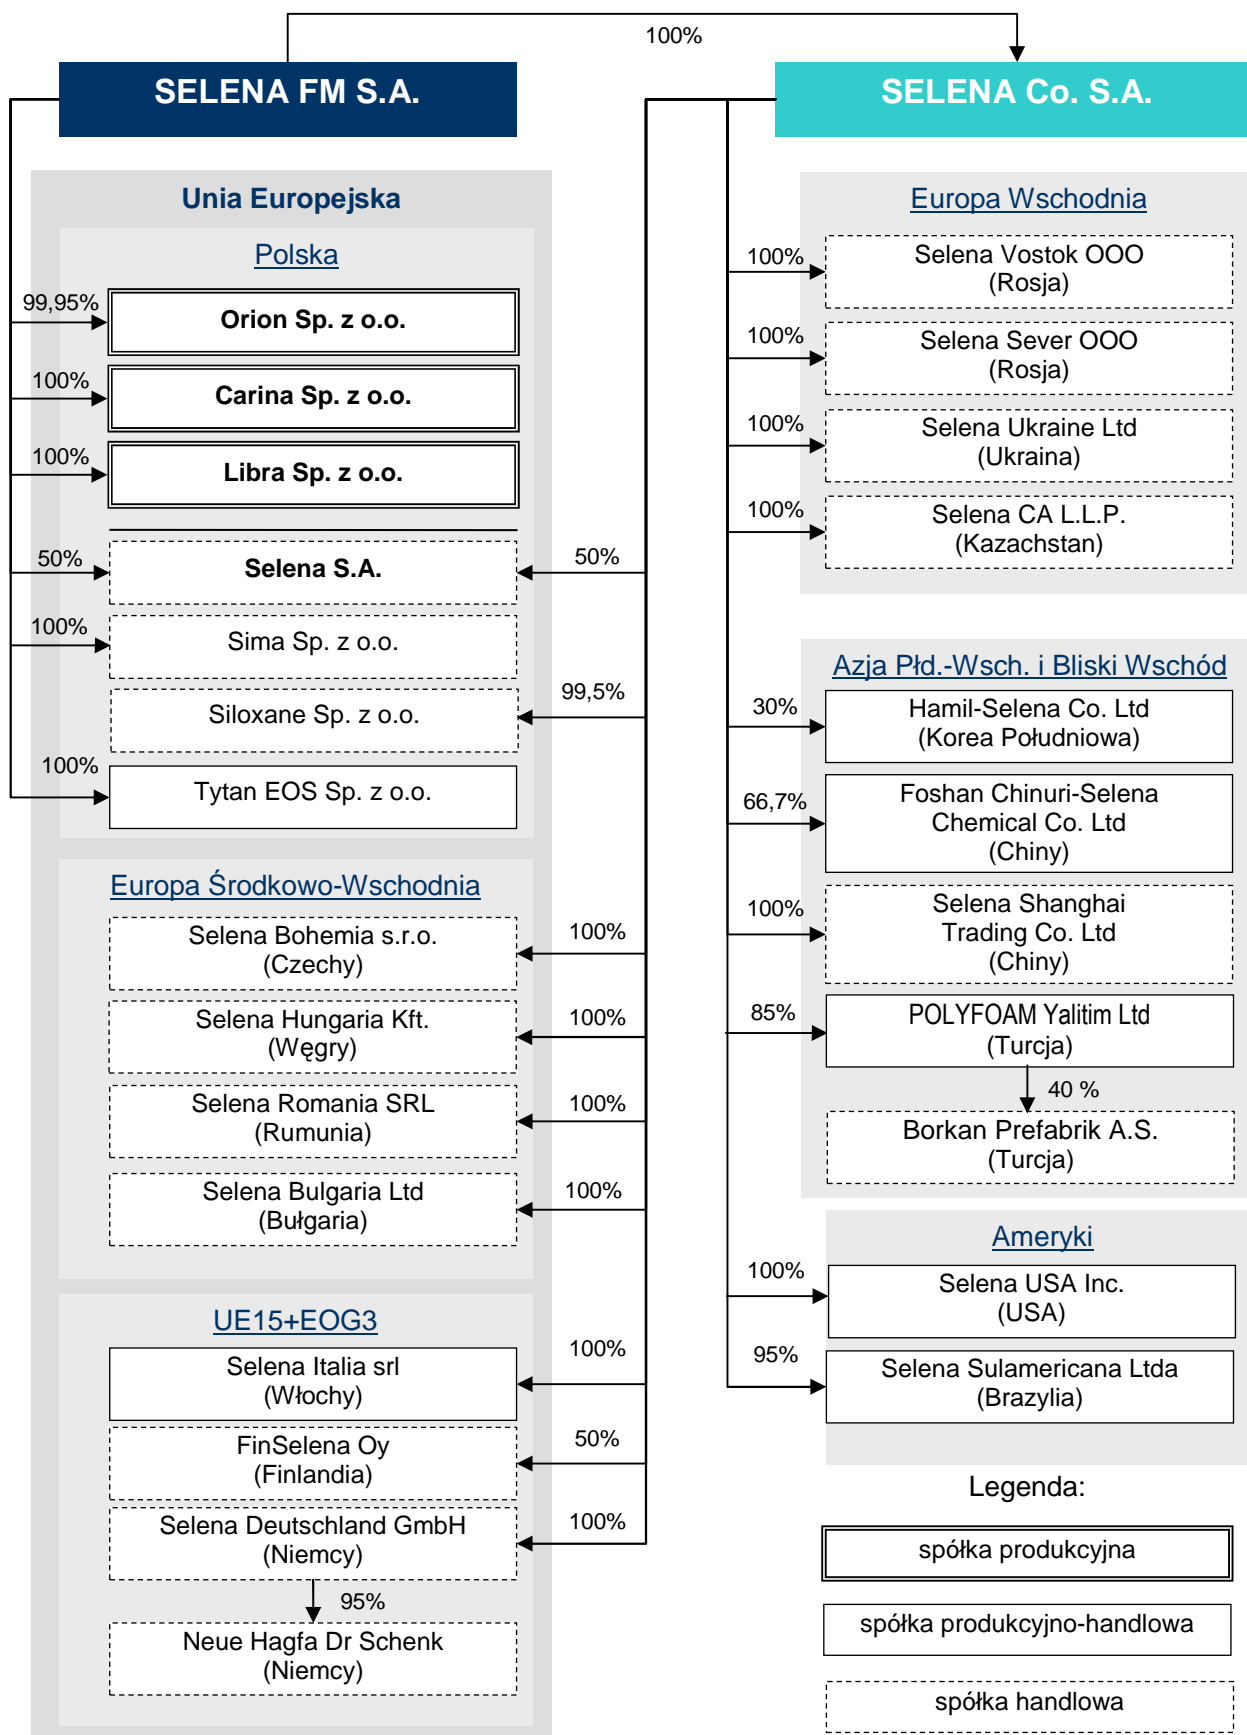 100%
SELENA FM S.A.
SELENA Co. S.A.
Unia Europejska
Polska
99,95%
Orion Sp. z o.o.
100%
Carina Sp. z o.o.
100%
Libra Sp. z o.o.
50%
Selena S.A.
50%
100%
Sima Sp. z o.o.
Siloxane Sp. z o.o.
99,5%
100%
Tytan EOS Sp. z o.o.
Europa Środkowo-Wschodnia
Selena Bohemia s.r.o.
(Czechy)
100%
Selena Hungaria Kft.
(Węgry)
100%
Selena Romania SRL
(Rumunia)
100%
Selena Bulgaria Ltd
(Bułgaria)
100%
UE15+EOG3
Selena Italia srl
(Włochy)
100%
FinSelena Oy
(Finlandia)
50%
Selena Deutschland GmbH
(Niemcy)
100%
95%
Neue Hagfa Dr Schenk
(Niemcy)
Europa Wschodnia
100%
Selena Vostok OOO
(Rosja)
100%
Selena Sever OOO
(Rosja)
100%
Selena Ukraine Ltd
(Ukraina)
100%
Selena CA L.L.P.
(Kazachstan)
Azja Płd.-Wsch. i Bliski Wschód
30%
Hamil-Selena Co. Ltd
(Korea Południowa)
66,7%
Foshan Chinuri-Selena
Chemical Co. Ltd
(Chiny)
100%
Selena Shanghai
Trading Co. Ltd
(Chiny)
85%
POLYFOAM Yalitim Ltd
(Turcja)
40 %
Borkan Prefabrik A.S.
(Turcja)
Ameryki
100%
Selena USA Inc.
(USA)
95%
Selena Sulamericana Ltda
(Brazylia)
Legenda:
spółka produkcyjna
spółka produkcyjno-handlowa
spółka handlowa